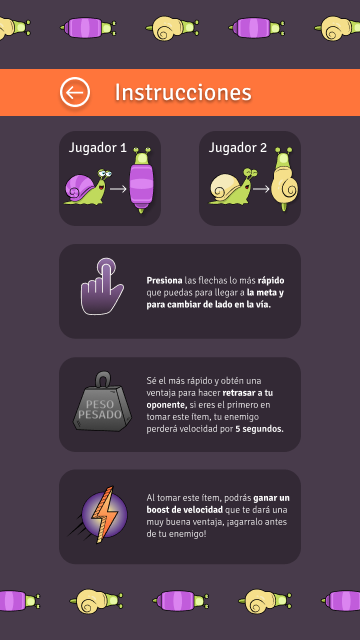 Instrucciones
Jugador 1
Jugador 2
Presiona las flechas lo más rápido
que puedas para llegar a la meta y
para cambiar de lado en la vía.
PESO
PESADO
Sé el más rápido y obtén una
ventaja para hacer retrasar a tu
oponente, si eres el primero en
tomar este ítem, tu enemigo
perderá velocidad por 5 segundos.
Al tomar este ítem, podrás ganar un
boost de velocidad que te dará una
muy buena ventaja, ¡agarralo antes
de tu enemigo!